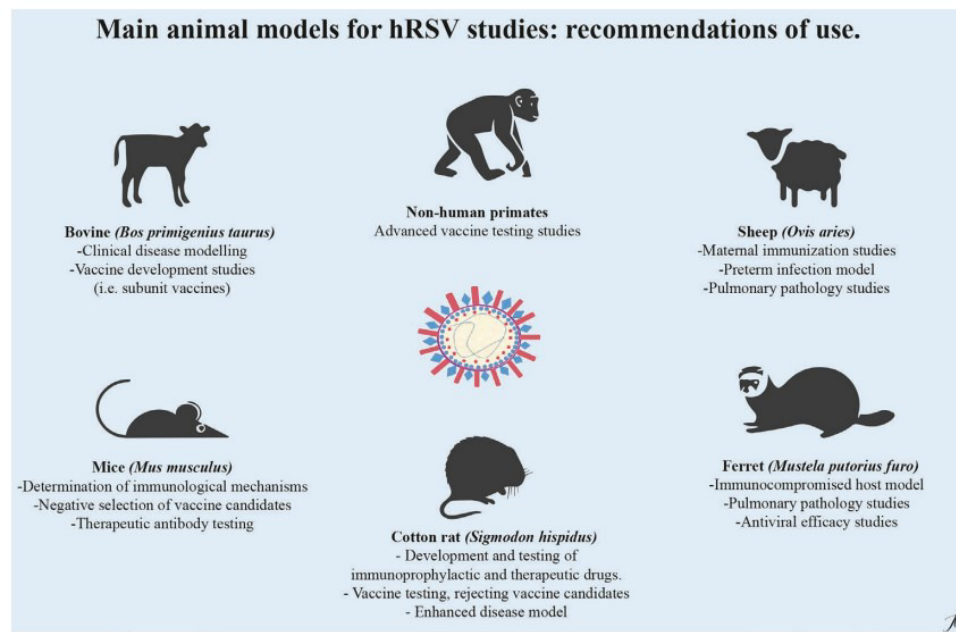 Main animal models for hRSV studies: recommendations of use.
Bovine (Bos primigenius taurus)
-Clinical disease modelling
-Vaccine development studies
(i.e. subunit vaccines)
Non-human primates
Advanced vaccine testing studies
Sheep (Ovis aries)
-Maternal immunization studies
-Preterm infection model
-Pulmonary pathology studies
Mice (Mus musculus)
-Determination of immunological mechanisms
-Negative selection of vaccine candidates
-Therapeutic antibody testing
Cotton rat (Sigmodon hispidus)
- Development and testing of
immunoprophylactic and therapeutic drugs.
- Vaccine testing, rejecting vaccine candidates
- Enhanced disease model
Ferret (Mustela putorius furo)
-Immunocompromised host model
-Pulmonary pathology studies
-Antiviral efficacy studies